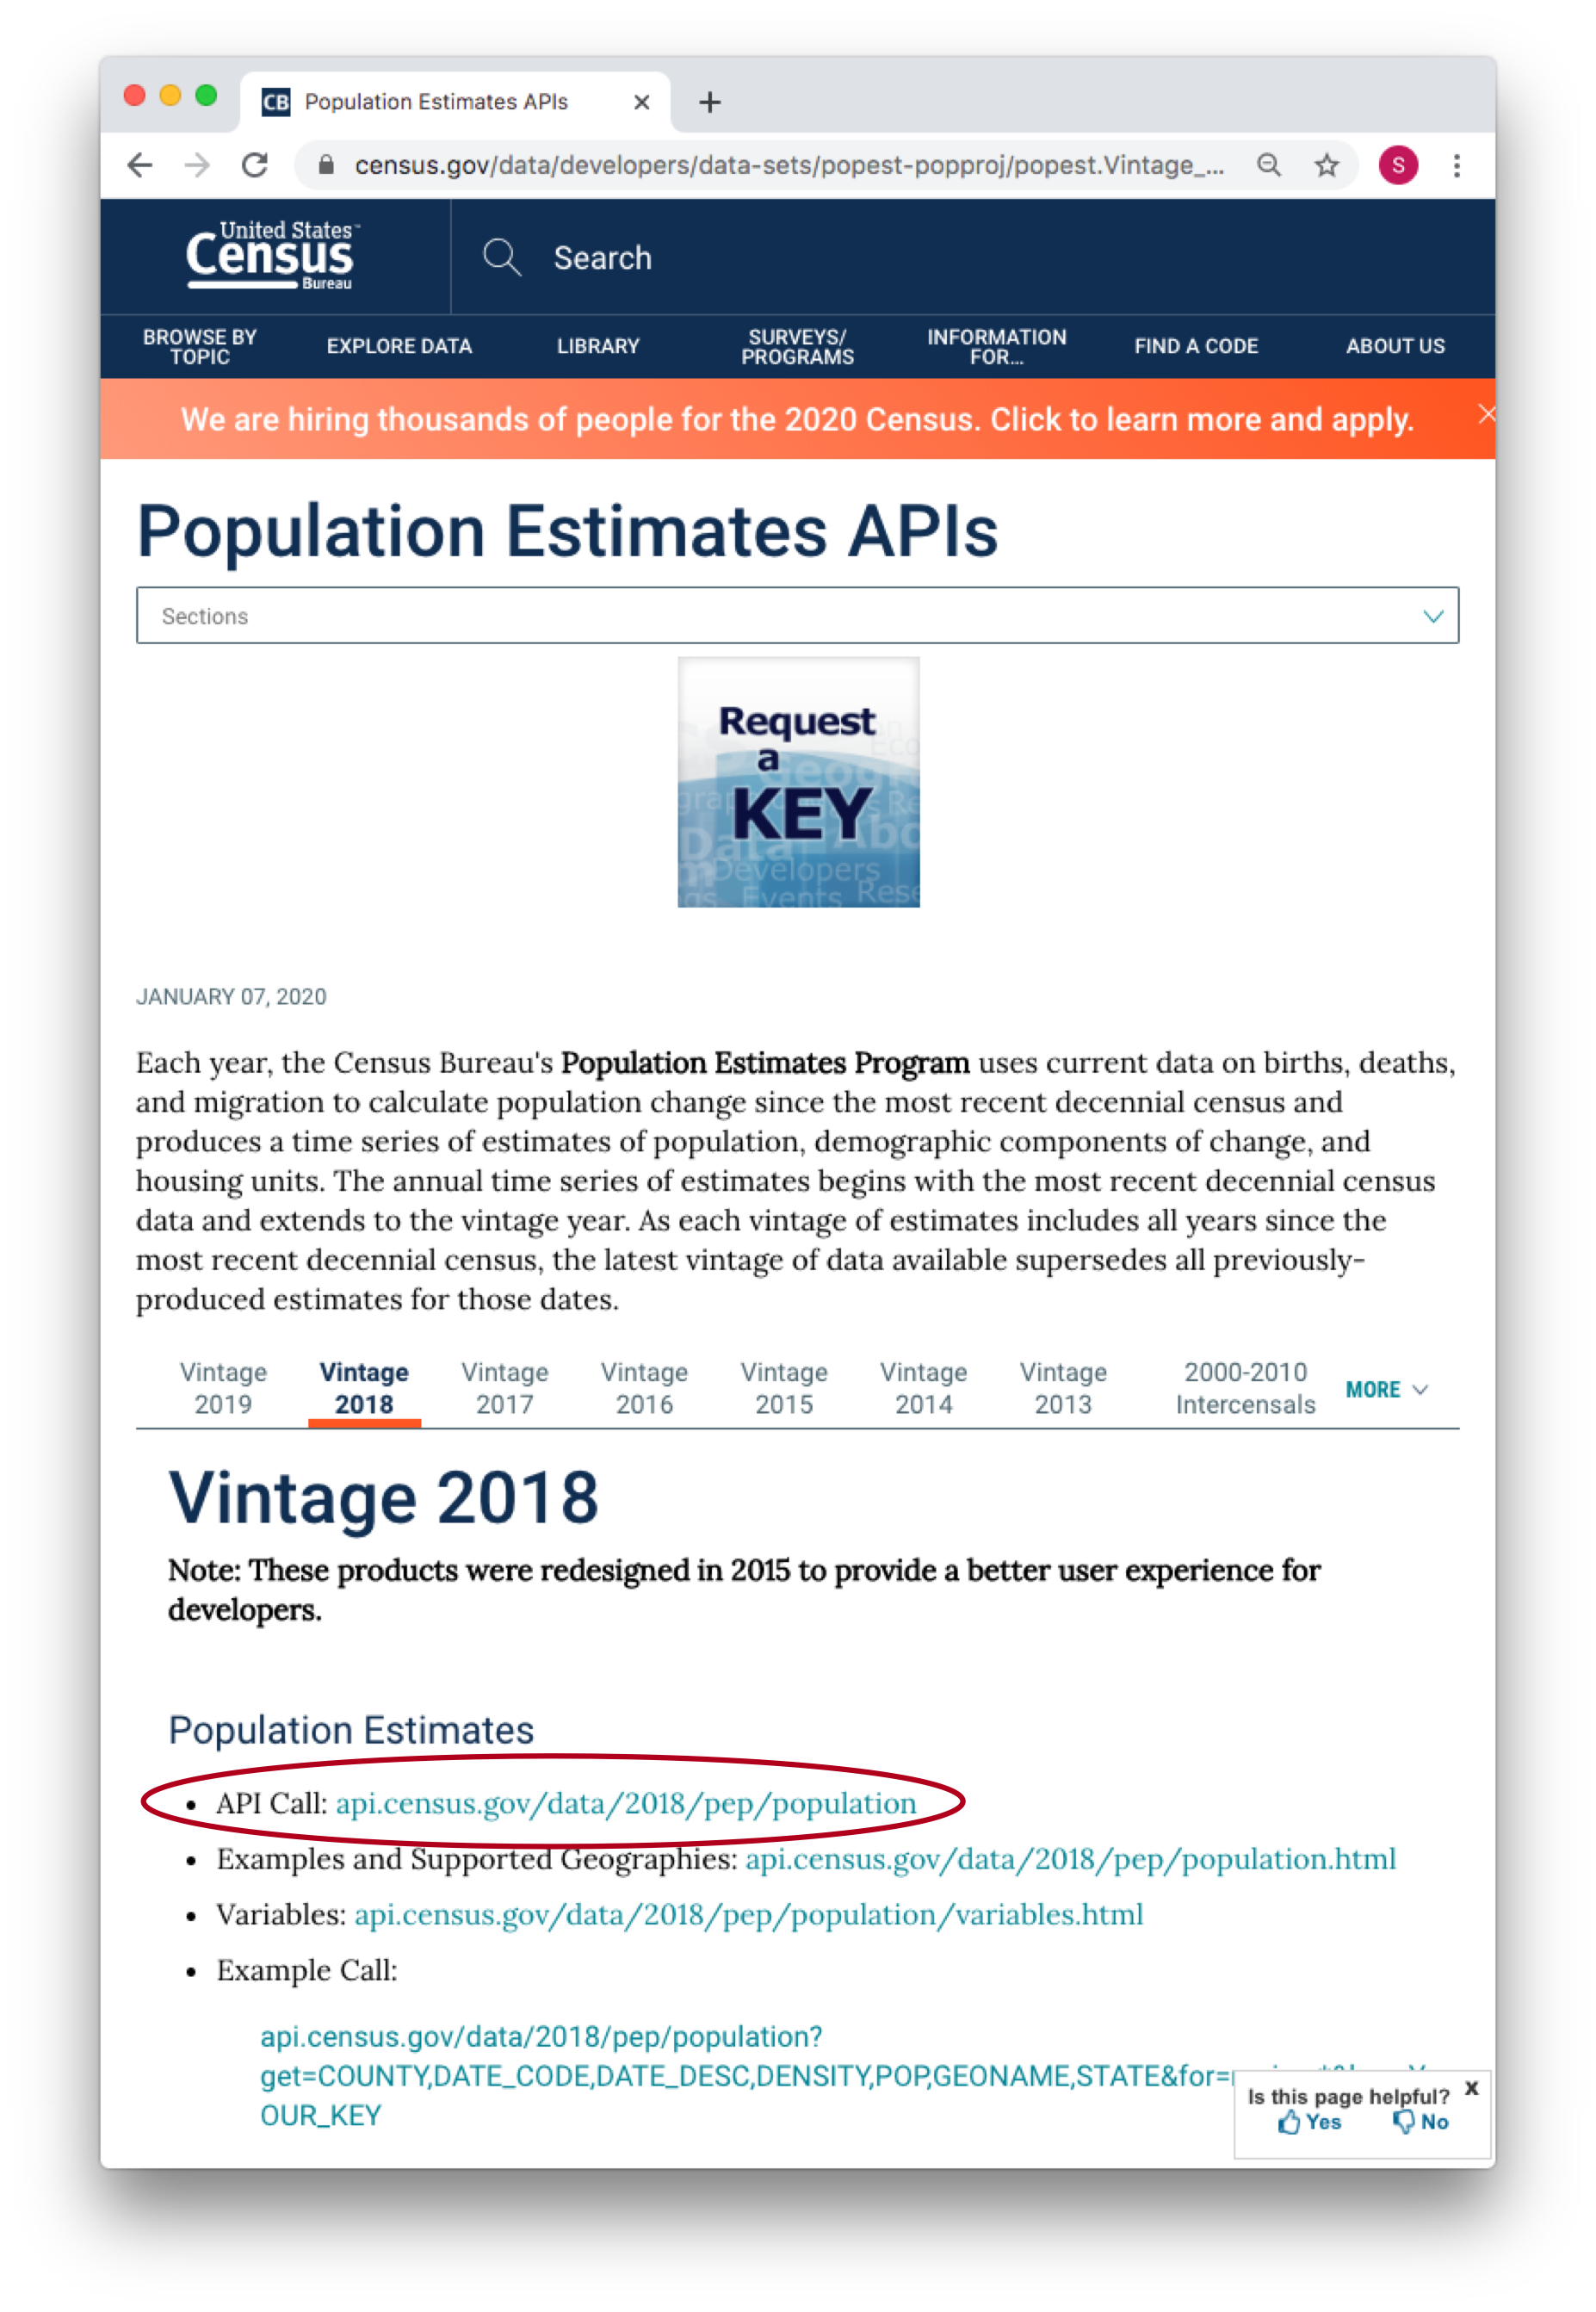 CB Population Estimates APIs
census.gov/data/developers/data-sets/popest-popproj/popest.Vintage_...
S
United States™
Census
Bureau
Search
BROWSE BY
TOPIC
EXPLORE DATA
LIBRARY
SURVEYS/
PROGRAMS
INFORMATION
FOR...
FIND A CODE
ABOUT US
We are hiring thousands of people for the 2020 Census. Click to learn more and apply.
Population Estimates APIs
Sections
Request
a
KEY
Data
Developers
Events
JANUARY 07, 2020
Each year, the Census Bureau's Population Estimates Program uses current data on births, deaths,
and migration to calculate population change since the most recent decennial census and
produces a time series of estimates of population, demographic components of change, and
housing units. The annual time series of estimates begins with the most recent decennial census
data and extends to the vintage year. As each vintage of estimates includes all years since the
most recent decennial census, the latest vintage of data available supersedes all previously-
produced estimates for those dates.
Vintage
2019
Vintage
2018
Vintage
2017
Vintage
2016
Vintage
2015
Vintage
2014
Vintage
2013
2000-2010
Intercensals
MORE
Vintage 2018
Note: These products were redesigned in 2015 to provide a better user experience for
developers.
Population Estimates
• API Call: api.census.gov/data/2018/pep/population
• Examples and Supported Geographies: api.census.gov/data/2018/pep/population.html
• Variables: api.census.gov/data/2018/pep/population/variables.html
• Example Call:
api.census.gov/data/2018/pep/population?
get=COUNTY,DATE_CODE,DATE_DESC,DENSITY,POP,GEONAME,STATE&for=
OUR_KEY
Is this page helpful? X
Yes No